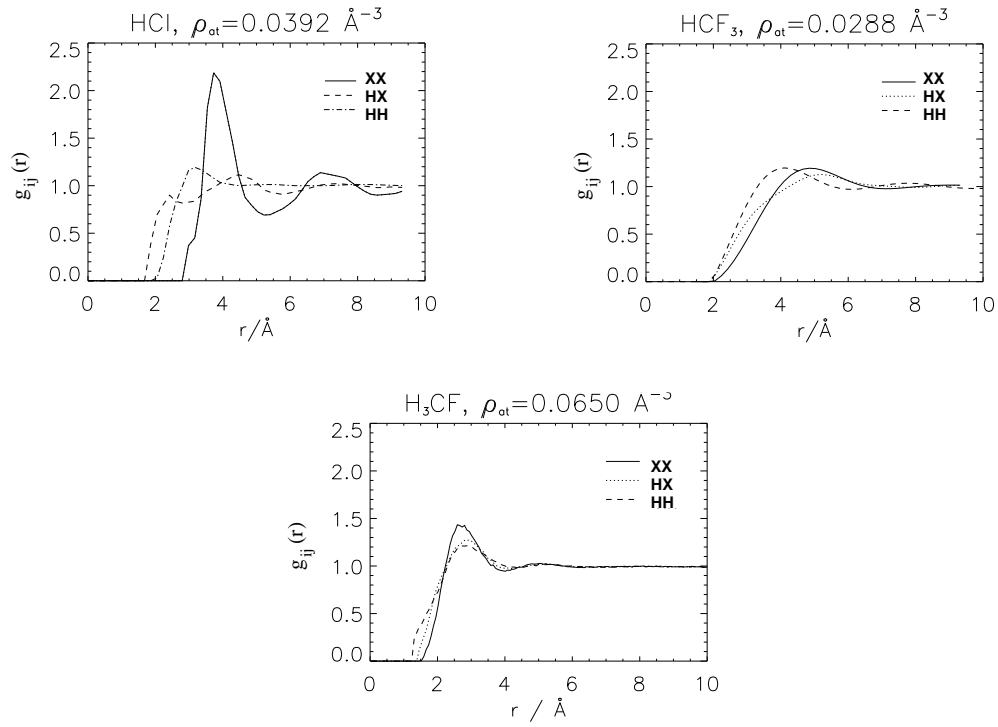 HCl, ρat=0.0392 Å⁻³
2.5
2.0
1.5
1.0
0.5
0.0
gij(r)
XX
HX
HH
0 2 4 6 8 10
r/Å
HCF₃, ρat=0.0288 Å⁻³
2.5
2.0
1.5
1.0
0.5
0.0
gij(r)
XX
HX
HH
0 2 4 6 8 10
r/Å
H₃CF, ρat=0.0650 A⁻³
2.5
2.0
1.5
1.0
0.5
0.0
gij(r)
XX
HX
HH
0 2 4 6 8 10
r / Å